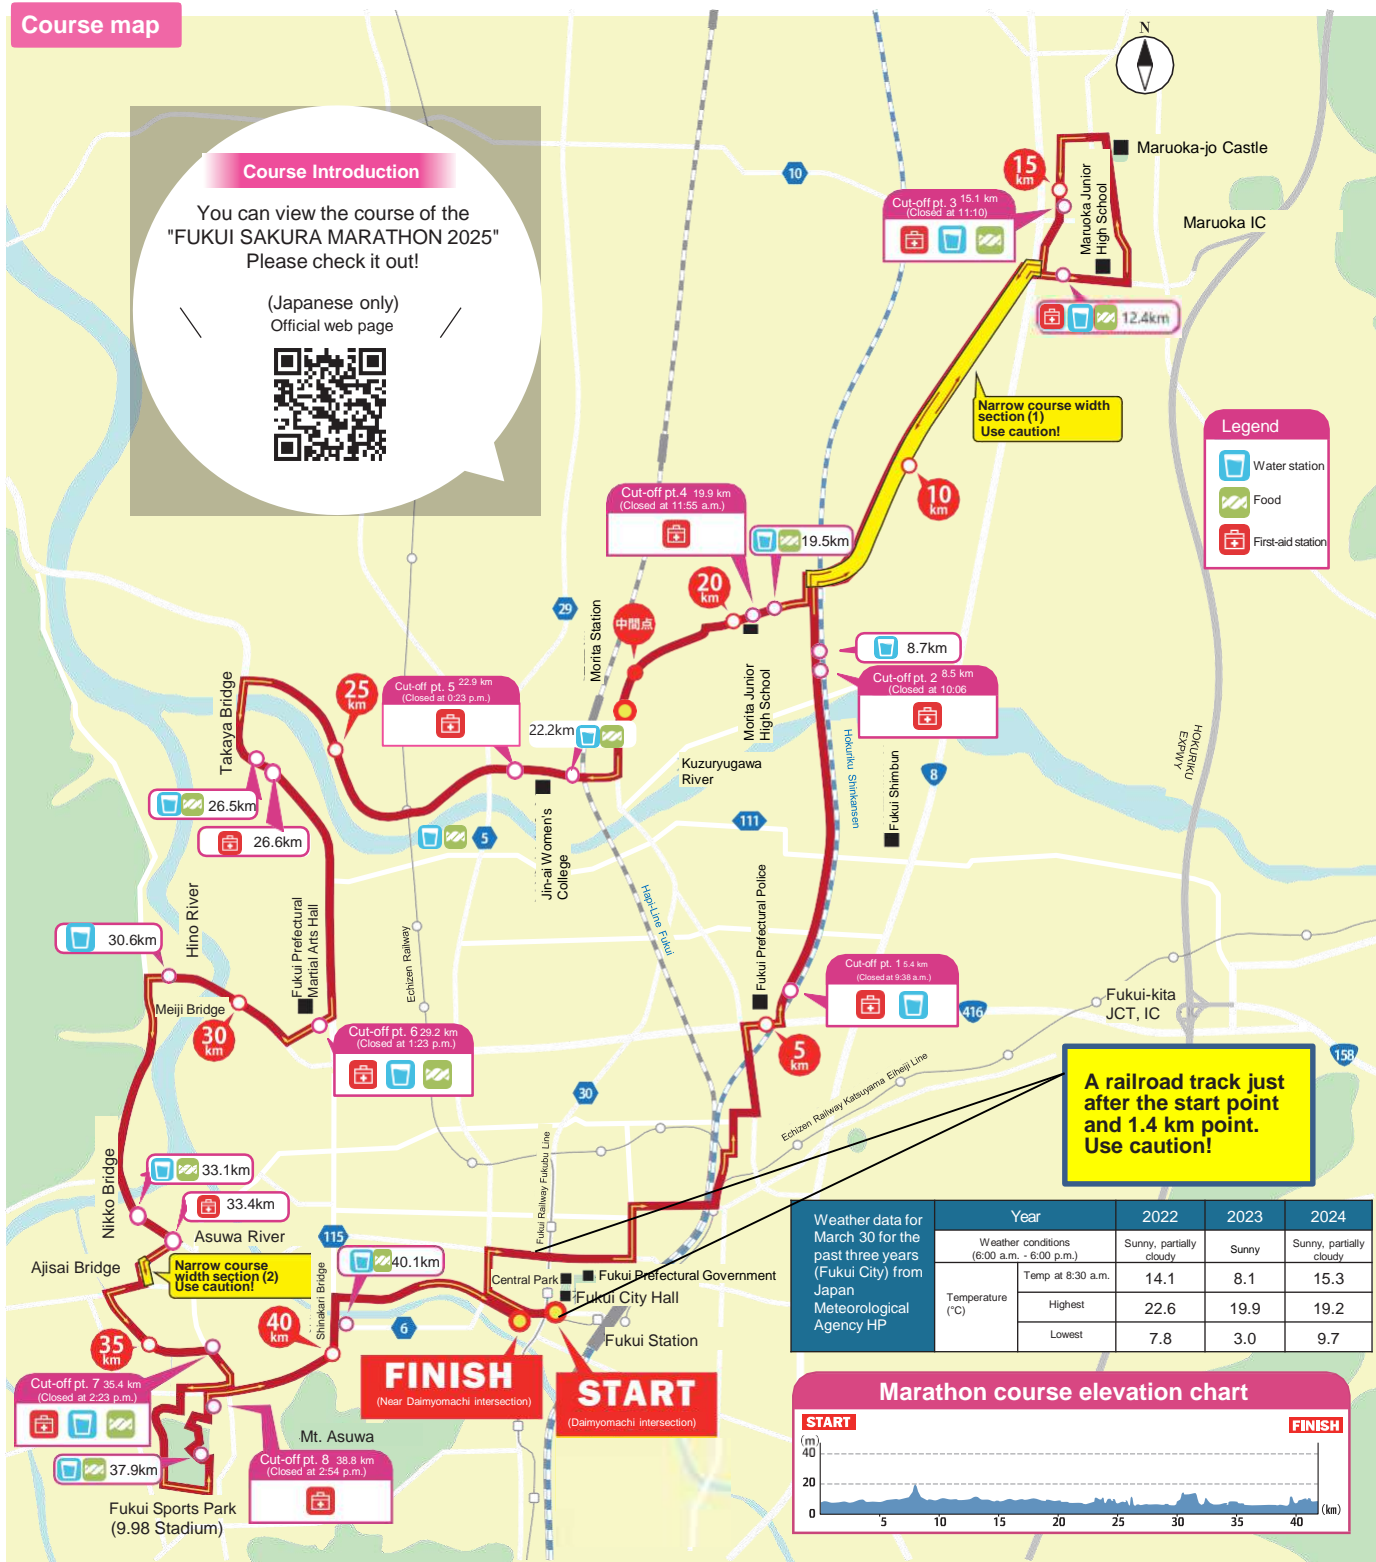 Course map
N
Course Introduction
You can view the course of the
"FUKUI SAKURA MARATHON 2025"
Please check it out!
(Japanese only)
Official web page
10
15
km
Maruoka-jo Castle
Maruoka Junior
High School
Maruoka IC
Cut-off pt. 3 15.1 km
(Closed at 11:10)
12.4km
Narrow course width
section (1)
Use caution!
Legend
Water station
Food
First-aid station
10
km
Cut-off pt.4 19.9 km
(Closed at 11:55 a.m.)
19.5km
20
km
29
Morita Station
中間点
8.7km
Cut-off pt. 2 8.5 km
(Closed at 10:06
Morita Junior
High School
Takaya Bridge
25
km
Cut-off pt. 5 22.9 km
(Closed at 0:23 p.m.)
22.2km
Kuzuryugawa
River
Hokuriku Shinkansen
Fukui Shimbun
8
HOKURIKU
EXPWY
26.5km
26.6km
5
111
Jin-ai Women's
College
Hapi-Line Fukui
Fukui Prefectural Police
Hino River
30.6km
Fukui Prefectural
Martial Arts Hall
Echizen Railway
Cut-off pt. 1 5.4 km
(Closed at 9:38 a.m.)
Meiji Bridge
30
km
Cut-off pt. 6 29.2 km
(Closed at 1:23 p.m.)
5
km
416
Fukui-kita
JCT, IC
158
30
Echizen Railway Katsuyama Eiheiji Line
A railroad track just
after the start point
and 1.4 km point.
Use caution!
Nikko Bridge
33.1km
33.4km
Asuwa River
Fukui Railway Fukubu Line
115
Ajisai Bridge
Narrow course
width section (2)
Use caution!
Shinakari Bridge
40.1km
Central Park
Fukui Prefectural Government
Fukui City Hall
Fukui Station
6
40
km
35
km
FINISH
(Near Daimyomachi intersection)
START
(Daimyomachi intersection)
Cut-off pt. 7 35.4 km
(Closed at 2:23 p.m.)
Mt. Asuwa
Cut-off pt. 8 38.8 km
(Closed at 2:54 p.m.)
37.9km
Fukui Sports Park
(9.98 Stadium)
Weather data for
March 30 for the
past three years
(Fukui City) from
Japan
Meteorological
Agency HP
Year 2022 2023 2024
Weather conditions
(6:00 a.m. - 6:00 p.m.)
Sunny, partially
cloudy
Sunny
Sunny, partially
cloudy
Temperature
(°C)
Temp at 8:30 a.m. 14.1 8.1 15.3
Highest 22.6 19.9 19.2
Lowest 7.8 3.0 9.7
Marathon course elevation chart
START
FINISH
(m)
40
20
0
5 10 15 20 25 30 35 40 (km)